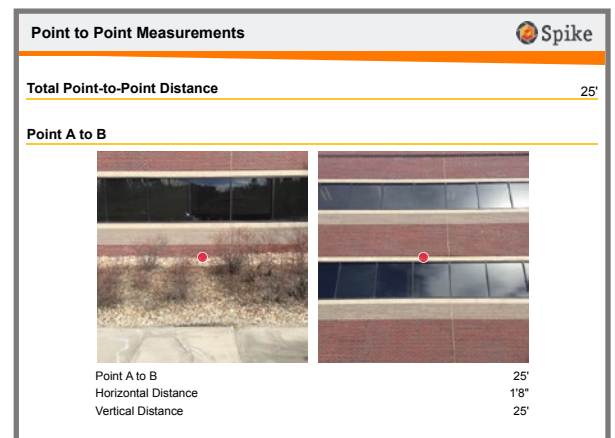 Point to Point Measurements
Spike
Total Point-to-Point Distance 25'
Point A to B
Point A to B 25'
Horizontal Distance 1'8"
Vertical Distance 25'